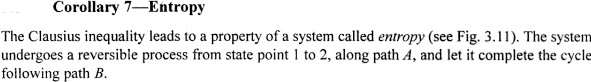 Corollary 7—Entropy
The Clausius inequality leads to a property of a system called entropy (see Fig. 3.11). The system
undergoes a reversible process from state point 1 to 2, along path A, and let it complete the cycle
following path B.